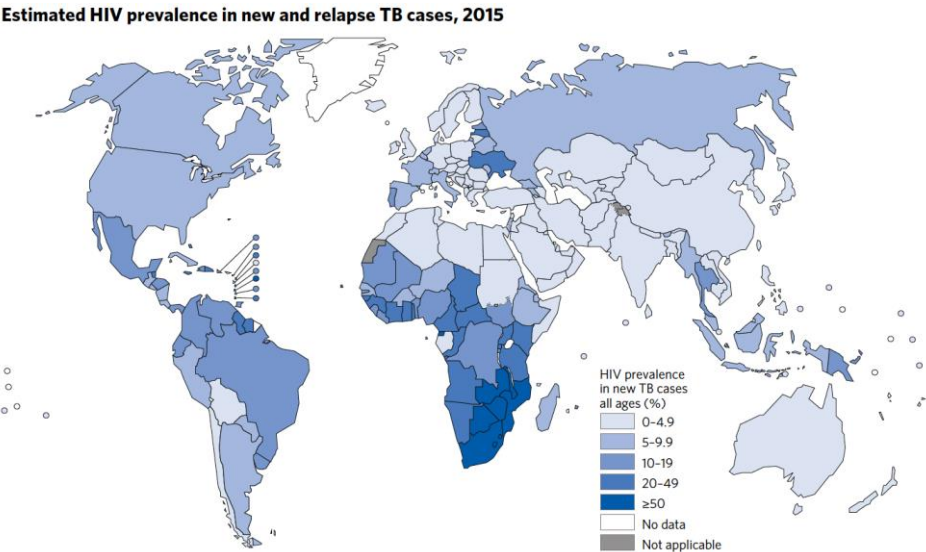 Estimated HIV prevalence in new and relapse TB cases, 2015
HIV prevalence
in new TB cases
all ages (%)
0–4.9
5–9.9
10–19
20–49
≥50
No data
Not applicable